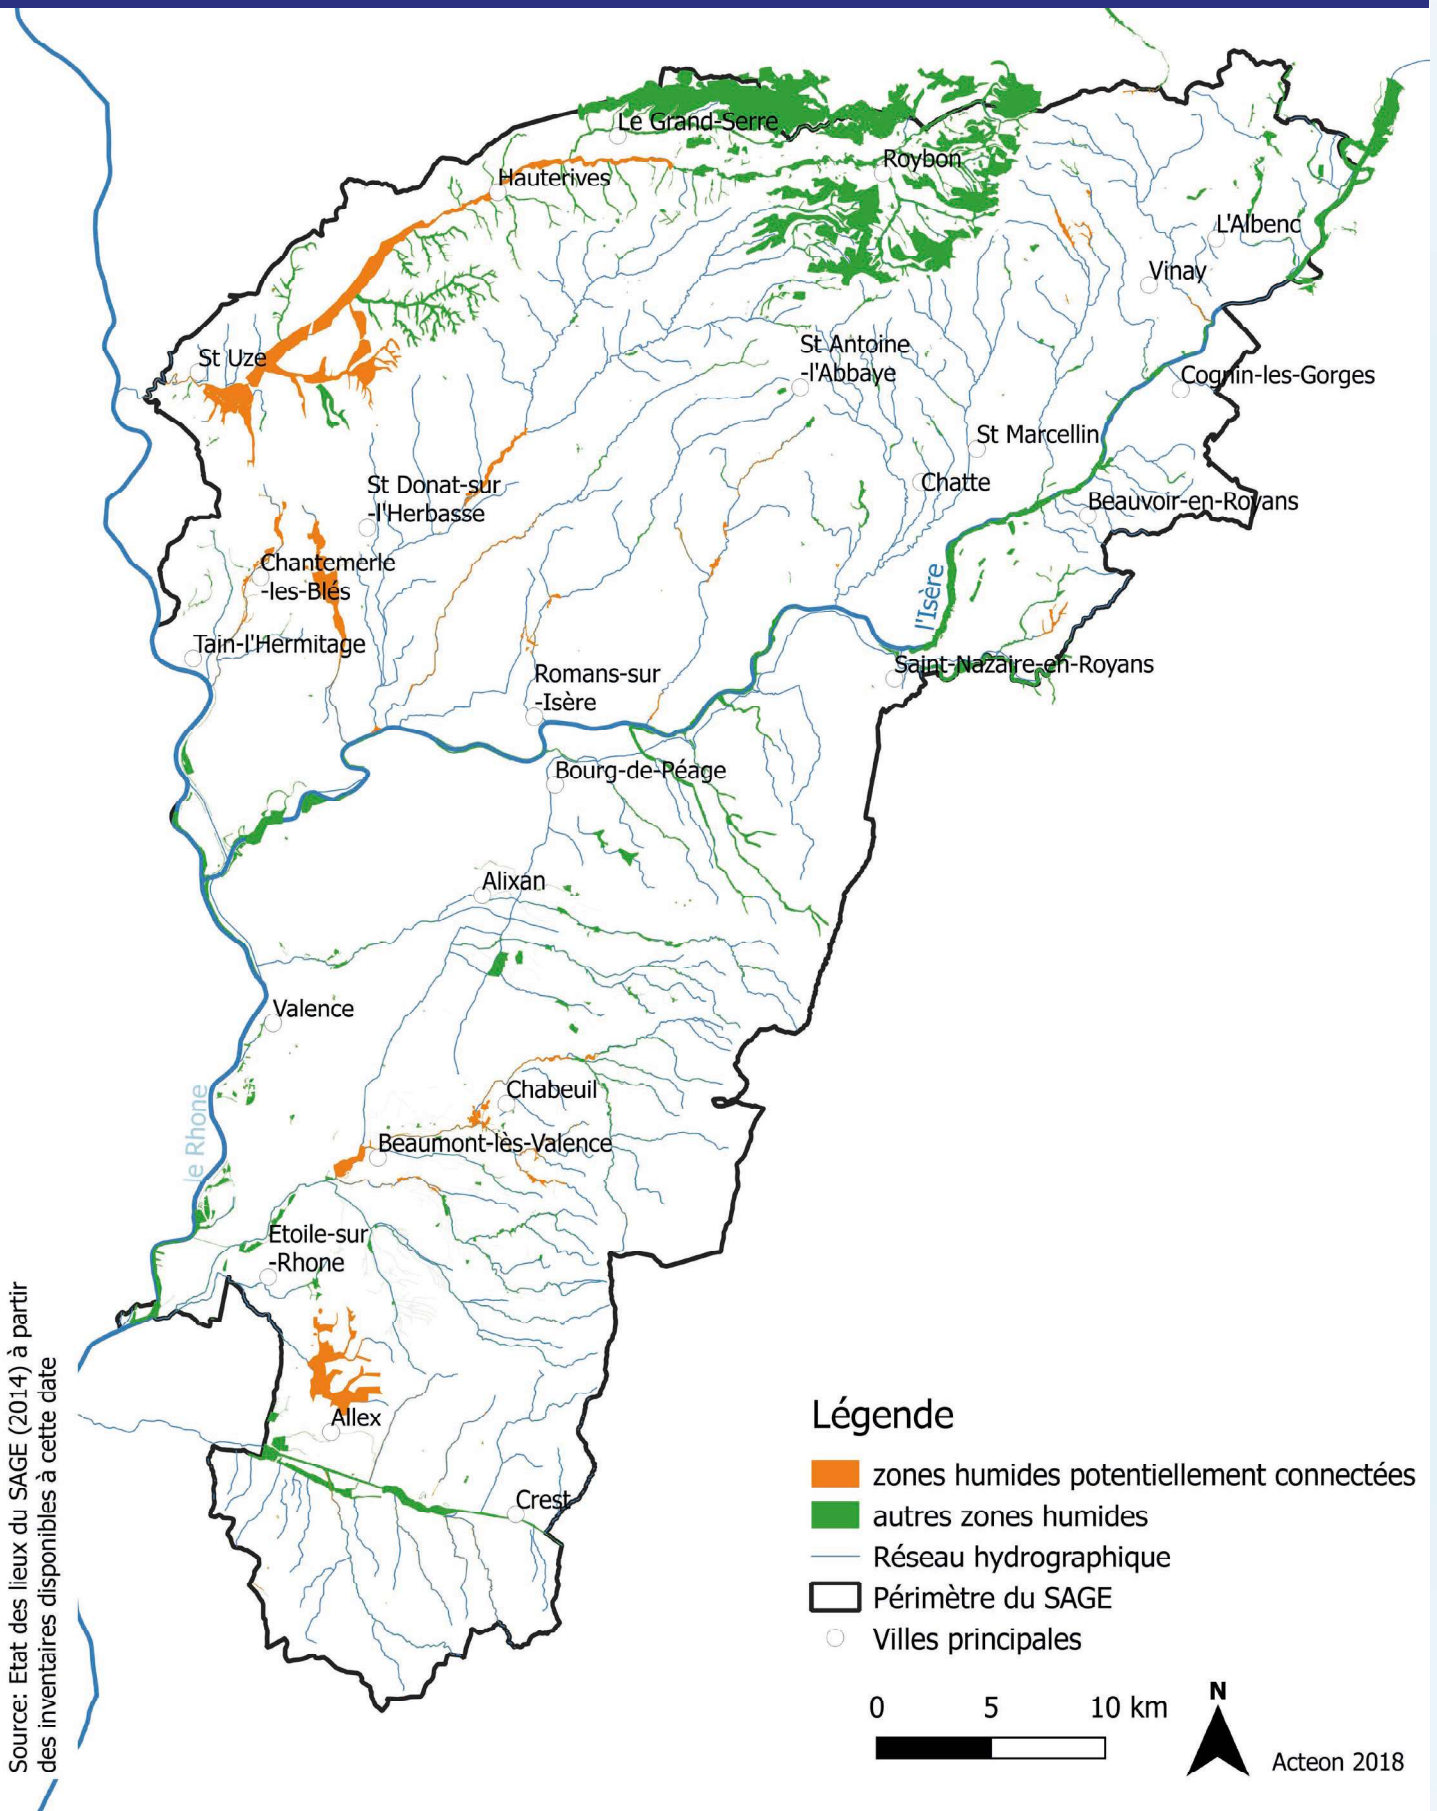 Le Grand-Serre
Roybon
Hauterives
L'Albenc
Vinay
St Uze
St Antoine
-l'Abbaye
Cognin-les-Gorges
St Marcellin
St Donat-sur
-l'Herbasse
Chatte
Beauvoir-en-Royans
Chantemerle
-les-Blés
l'Isère
Tain-l'Hermitage
Saint-Nazaire-en-Royans
Romans-sur
-Isère
Bourg-de-Péage
Alixan
Valence
Chabeuil
le Rhone
Beaumont-lès-Valence
Etoile-sur
-Rhone
Allex
Crest
Légende
zones humides potentiellement connectées
autres zones humides
Réseau hydrographique
Périmètre du SAGE
Villes principales
0 5 10 km
N
Acteon 2018
Source: Etat des lieux du SAGE (2014) à partir
des inventaires disponibles à cette date